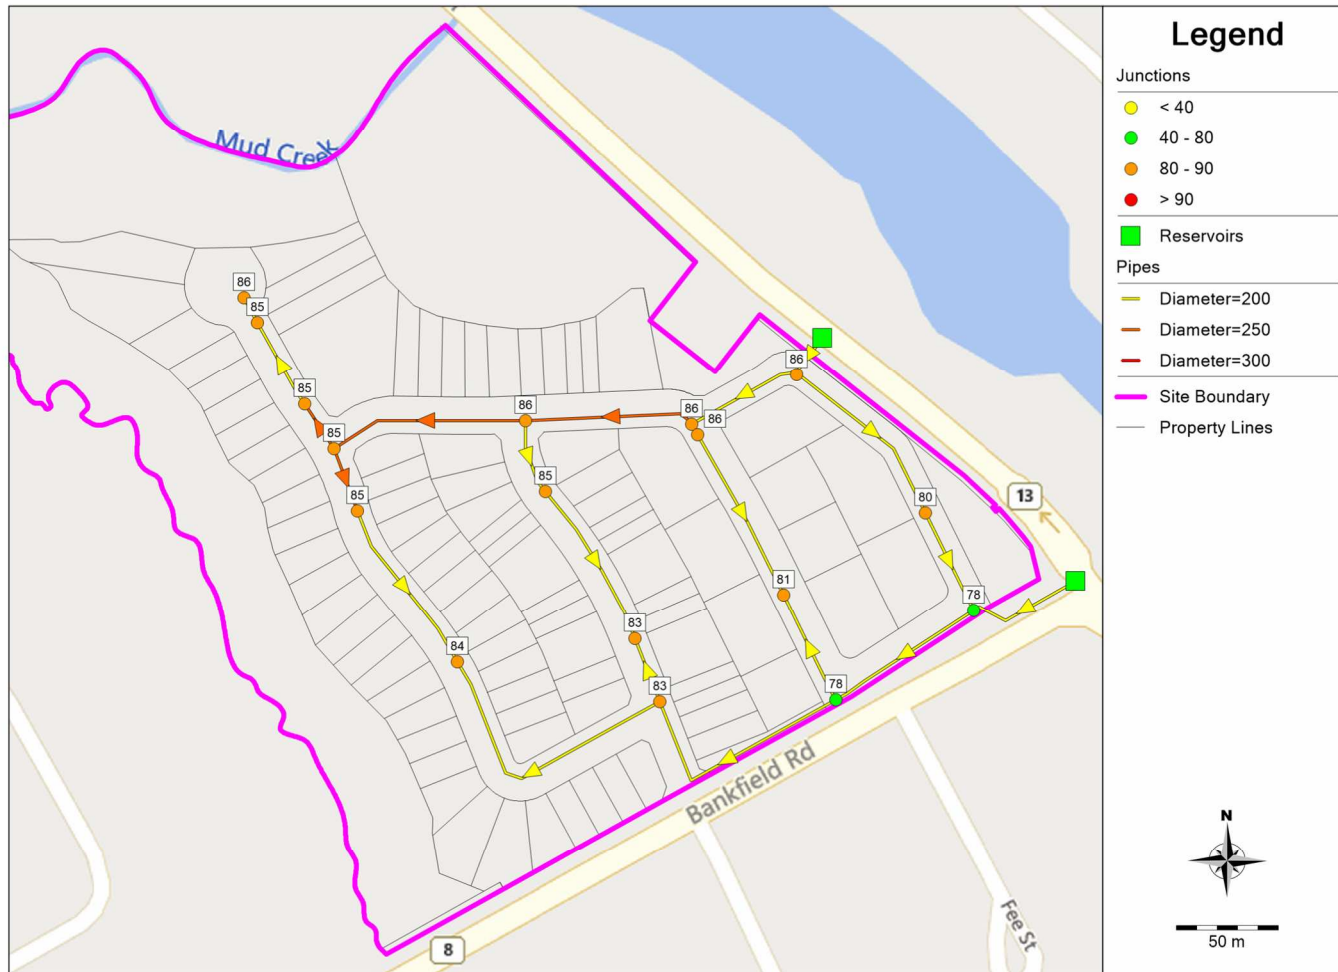 Legend
Junctions
< 40
40 - 80
80 - 90
> 90
Reservoirs
Pipes
Diameter=200
Diameter=250
Diameter=300
Site Boundary
Property Lines
Mud Creek
86
85
85
85
85
84
86
85
83
83
86
86
81
78
86
80
78
13
8
Bankfield Rd
Fee St
N
50 m